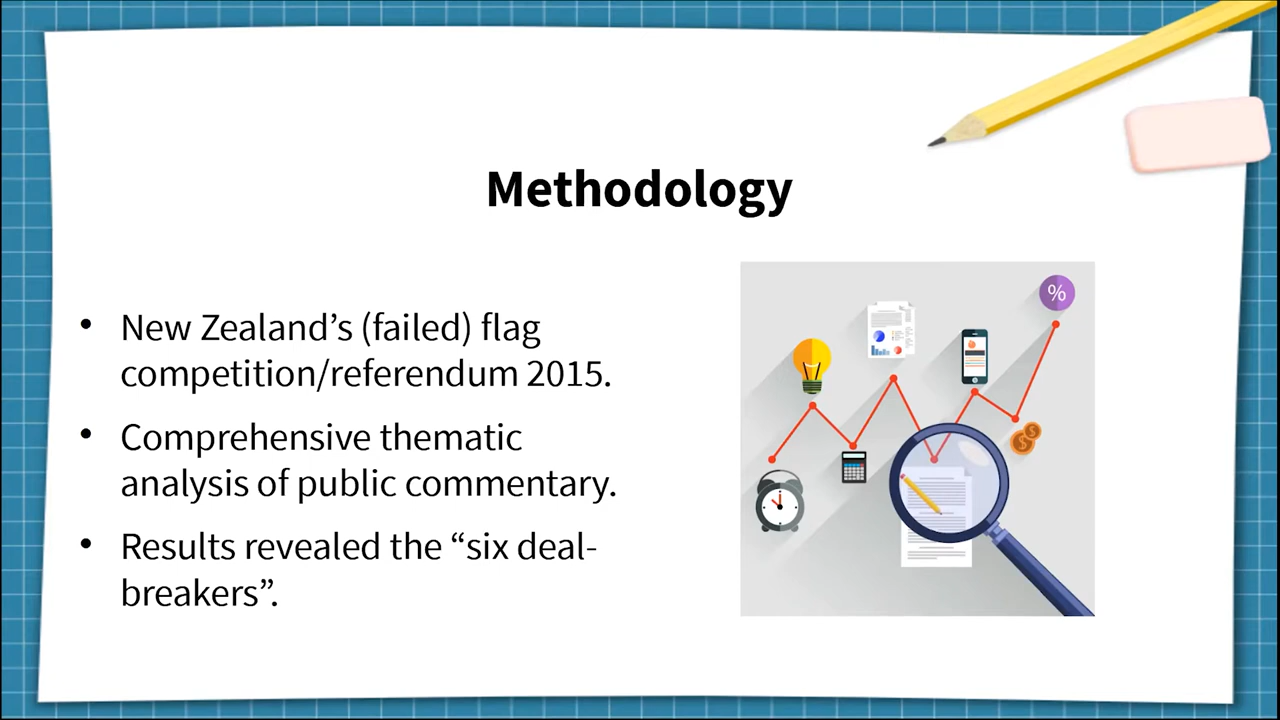 Methodology
• New Zealand’s (failed) flag
competition/referendum 2015.
• Comprehensive thematic
analysis of public commentary.
• Results revealed the “six deal-
breakers”.
%
$
$